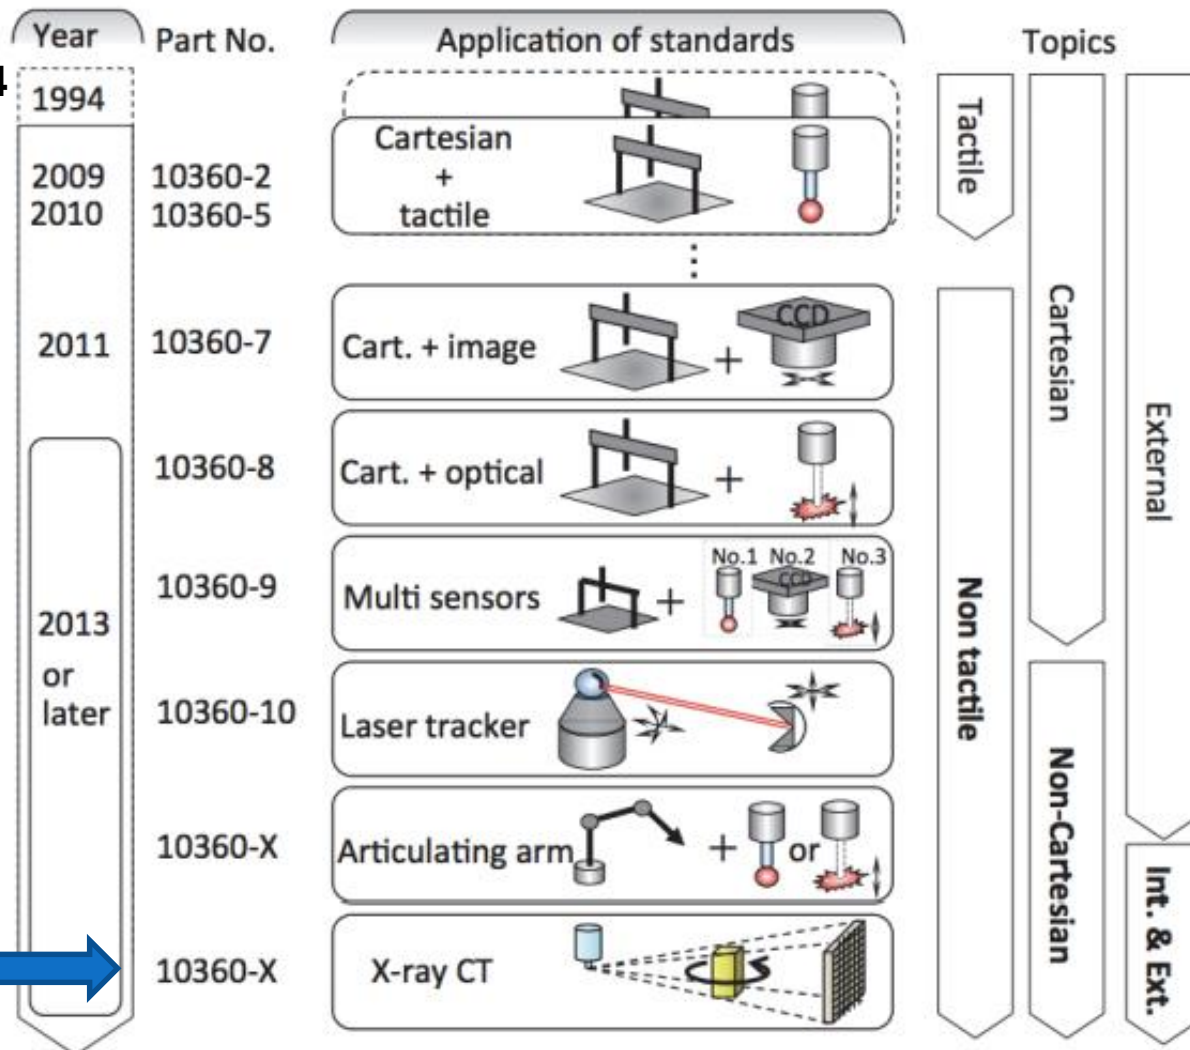 Year Part No. Application of standards Topics
4
1994
Cartesian
+
tactile
2009 10360-2
2010 10360-5
Tactile
⋮
2011 10360-7 Cart. + image + CCD
10360-8 Cart. + optical +
10360-9 Multi sensors + No.1 No.2 No.3
CCD
2013
or
later
10360-10 Laser tracker
10360-X Articulating arm + or
10360-X X-ray CT
Non tactile
Cartesian
Non-Cartesian
External
Int. & Ext.